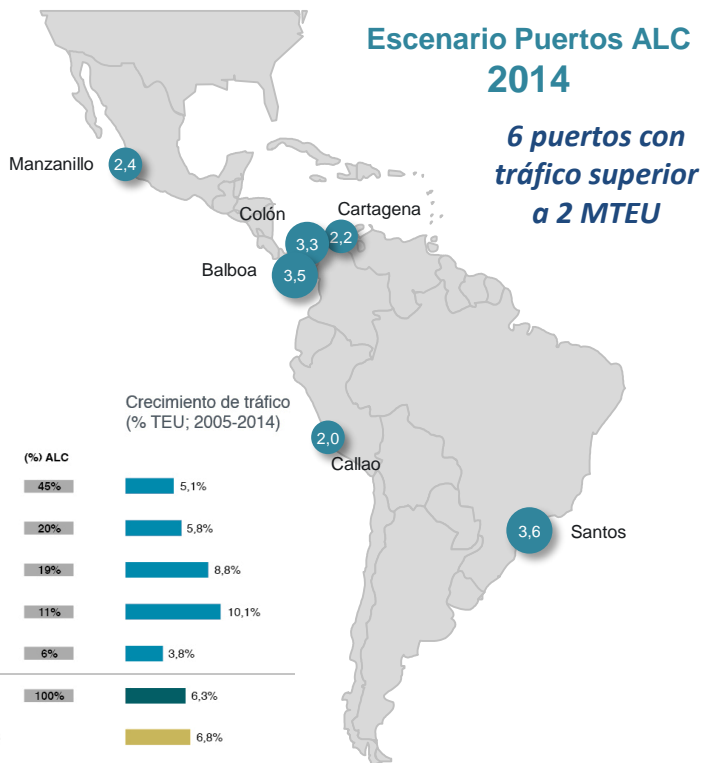 Escenario Puertos ALC
2014
6 puertos con
tráfico superior
a 2 MTEU
Manzanillo
2,4
Colón
Cartagena
3,3
2,2
Balboa
3,5
2,0
Callao
3,6
Santos
Crecimiento de tráfico
(% TEU; 2005-2014)
(%) ALC
45% 5,1%
20% 5,8%
19% 8,8%
11% 10,1%
6% 3,8%
100% 6,3%
6,8%